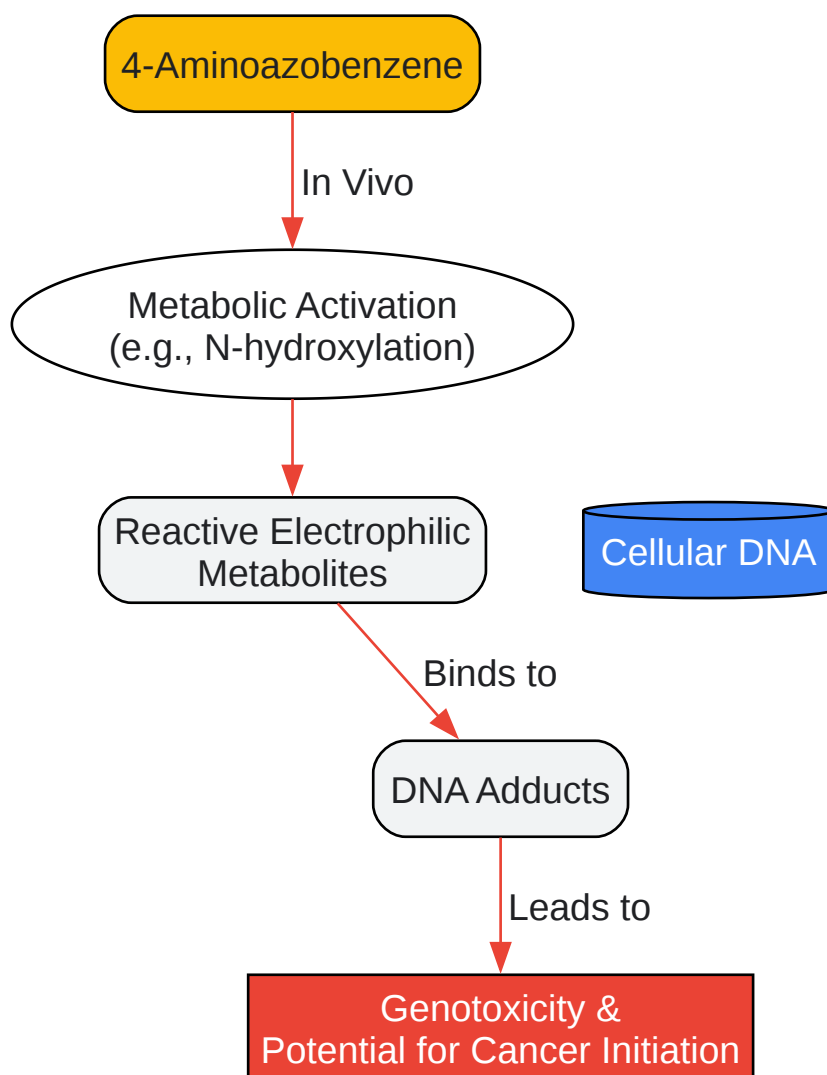 4-Aminoazobenzene
In Vivo
Metabolic Activation
(e.g., N-hydroxylation)
Reactive Electrophilic
Metabolites
Cellular DNA
Binds to
DNA Adducts
Leads to
Genotoxicity &
Potential for Cancer Initiation